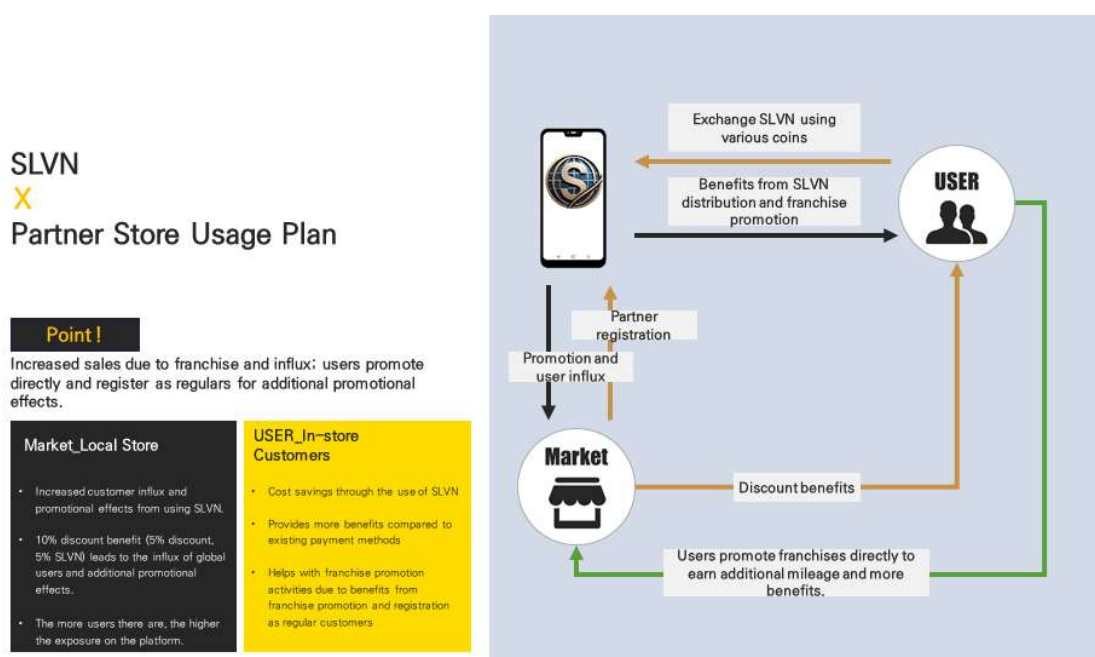 SLVN
X
Partner Store Usage Plan
Point!
Increased sales due to franchise and influx; users promote
directly and register as regulars for additional promotional
effects.
Market_Local Store
• Increased customer influx and
promotional effects from using SLVN.
• 10% discount benefit (5% discount,
5% SLVN) leads to the influx of global
users and additional promotional
effects.
• The more users there are, the higher
the exposure on the platform.
USER_In-store
Customers
• Cost savings through the use of SLVN
• Provides more benefits compared to
existing payment methods
• Helps with franchise promotion
activities due to benefits from
franchise promotion and registration
as regular customers
Exchange SLVN using
various coins
S
Benefits from SLVN
distribution and franchise
promotion
USER
Partner
registration
Promotion and
user influx
Market
Discount benefits
Users promote franchises directly to
earn additional mileage and more
benefits.